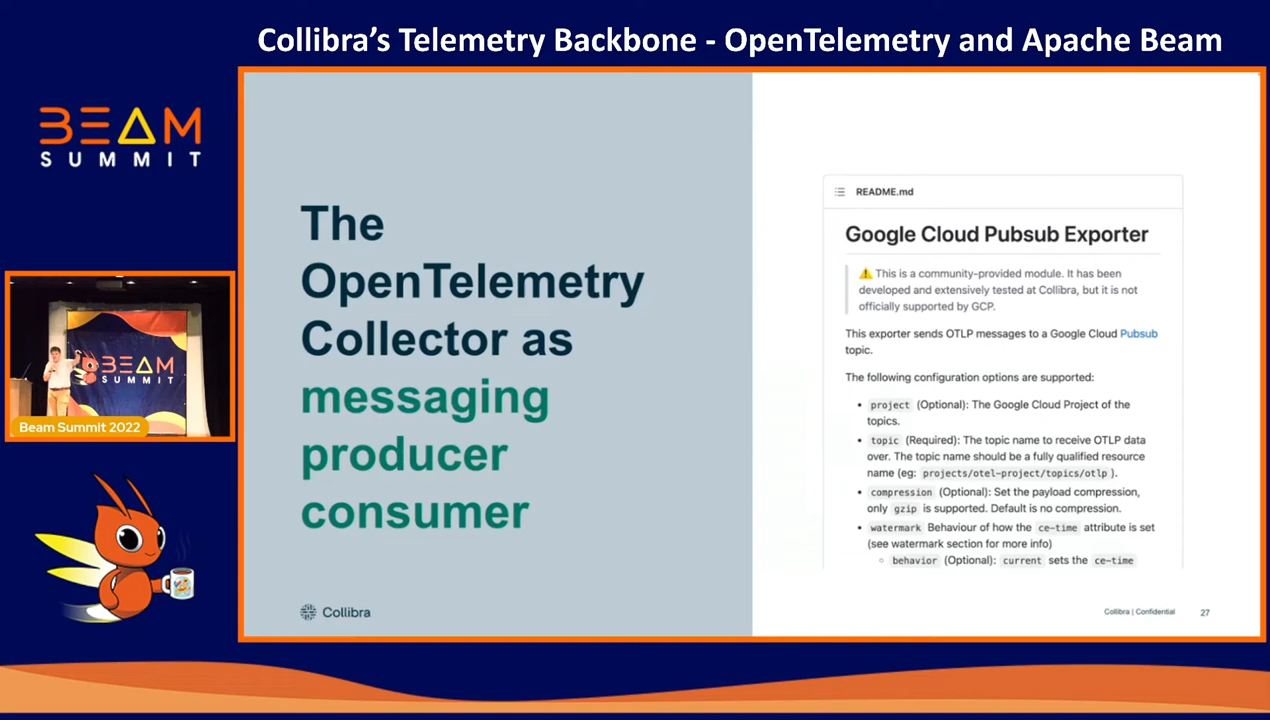 Collibra's Telemetry Backbone - OpenTelemetry and Apache Beam
BEAM
SUMMIT
The
OpenTelemetry
Collector as
messaging
producer
consumer
Collibra
README.md
Google Cloud Pubsub Exporter
⚠️ This is a community-provided module. It has been
developed and extensively tested at Collibra, but it is not
officially supported by GCP.
This exporter sends OTLP messages to a Google Cloud Pubsub
topic.
The following configuration options are supported:
• project (Optional): The Google Cloud Project of the
topics.
• topic (Required): The topic name to receive OTLP data
over. The topic name should be a fully qualified resource
name (eg: projects/otel-project/topics/otlp ).
• compression (Optional): Set the payload compression,
only gzip is supported. Default is no compression.
• watermark Behaviour of how the ce-time attribute is set
(see watermark section for more info)
○ behavior (Optional): current sets the ce-time
Collibra | Confidential
27
BEAM
SUMMIT
Beam Summit 2022